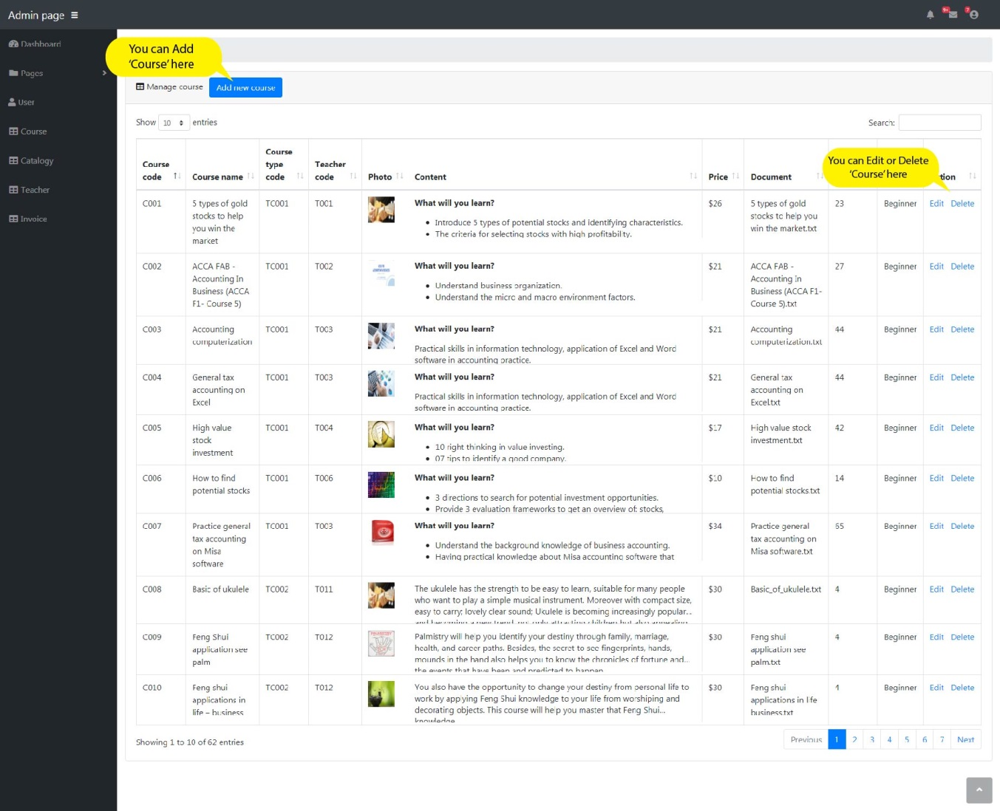 Admin page
9+
7
Dashboard
Pages
User
Course
Catalogy
Teacher
Invoice
You can Add
'Course' here
Manage course
Add new course
Show 10 entries
Search:
Course code
Course name
Course type code
Teacher code
Photo
Content
Price
Document
You can Edit or Delete
'Course' here
tion
C001
5 types of gold stocks to help you win the market
TC001
T001
What will you learn?
Introduce 5 types of potential stocks and identifying characteristics.
The criteria for selecting stocks with high profitability.
$26
5 types of gold stocks to help you win the market.txt
23
Beginner
Edit Delete
C002
ACCA FAB - Accounting In Business (ACCA F1- Course 5)
TC001
T002
What will you learn?
Understand business organization.
Understand the micro and macro environment factors.
$21
ACCA FAB - Accounting In Business (ACCA F1- Course 5).txt
27
Beginner
Edit Delete
C003
Accounting computerization
TC001
T003
What will you learn?
Practical skills in information technology, application of Excel and Word
software in accounting practice.
$21
Accounting computerization.txt
44
Beginner
Edit Delete
C004
General tax accounting on Excel
TC001
T003
What will you learn?
Practical skills in information technology, application of Excel and Word
software in accounting practice.
$21
General tax accounting on Excel.txt
44
Beginner
Edit Delete
C005
High value stock investment
TC001
T004
What will you learn?
10 right thinking in value investing.
07 tips to identify a good company.
$17
High value stock investment.txt
42
Beginner
Edit Delete
C006
How to find potential stocks
TC001
T006
What will you learn?
3 directions to search for potential investment opportunities.
Provide 3 evaluation frameworks to get an overview of: stocks,
$10
How to find potential stocks.txt
14
Beginner
Edit Delete
C007
Practice general tax accounting on Misa software
TC001
T003
What will you learn?
Understand the background knowledge of business accounting.
Having practical knowledge about Misa accounting software that
$34
Practice general tax accounting on Misa software.txt
65
Beginner
Edit Delete
C008
Basic of ukulele
TC002
T011
The ukulele has the strength to be easy to learn, suitable for many people
who want to play a simple musical instrument. Moreover with compact size,
easy to carry; lovely clear sound; Ukulele is becoming increasingly popular...
and becoming a new trend, not only attracting children but also appealing
$30
Basic_of_ukulele.txt
4
Beginner
Edit Delete
C009
Feng Shui application see palm
TC002
T012
Palmistry will help you identify your destiny through family, marriage,
health, and career paths. Besides, the secret to see fingerprints, hands,
mounds in the hand also helps you to know the chronicles of fortune and...
the events that have been and predicted to happen.
$30
Feng shui application see palm.txt
4
Beginner
Edit Delete
C010
Feng shui applications in life – business
TC002
T012
You also have the opportunity to change your destiny from personal life to
work by applying Feng Shui knowledge to your life from worshiping and
decorating objects. This course will help you master that Feng Shui...
knowledge.
$30
Feng shui applications in life business.txt
4
Beginner
Edit Delete
Showing 1 to 10 of 62 entries
Previous 1 2 3 4 5 6 7 Next